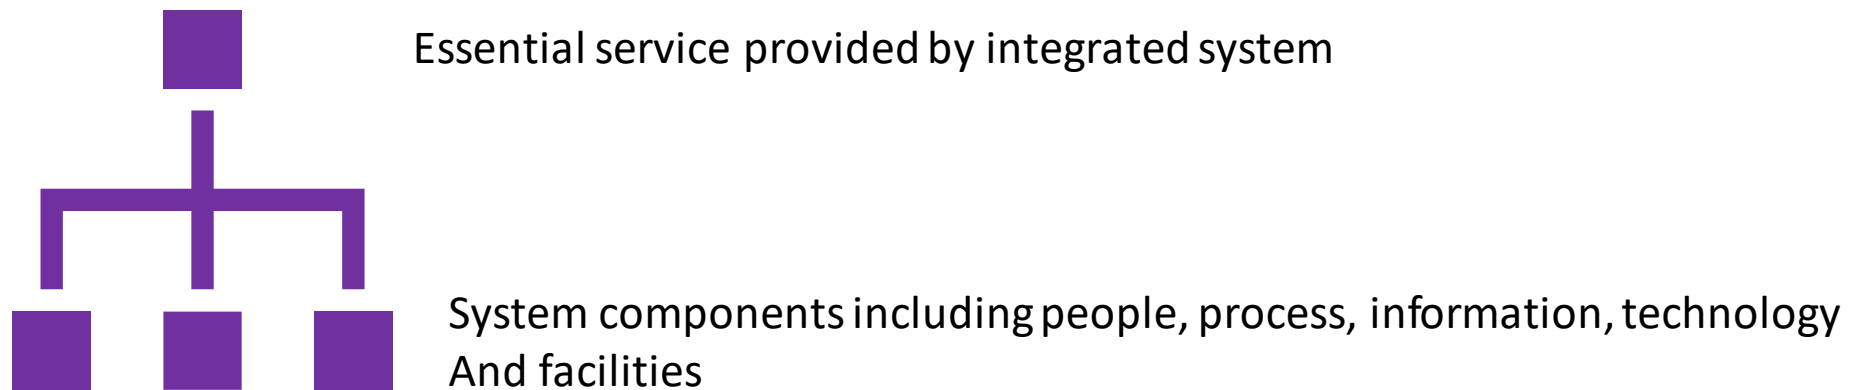 Essential service provided by integrated system
System components including people, process, information, technology
And facilities